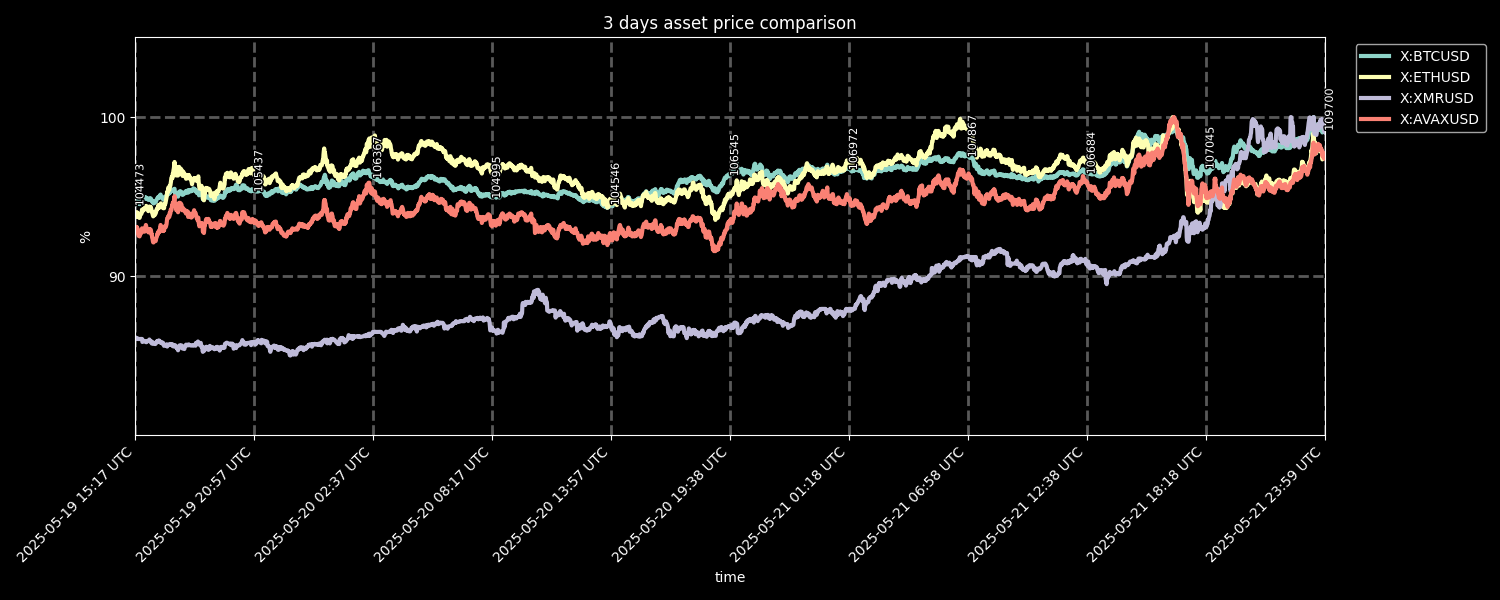 3 days asset price comparison
X:BTCUSD
X:ETHUSD
X:XMRUSD
X:AVAXUSD
%
100
90
104473
105437
106367
104995
105546
106545
106972
107867
106684
107045
109700
2025-05-19 15:17 UTC
2025-05-19 20:57 UTC
2025-05-20 02:37 UTC
2025-05-20 08:17 UTC
2025-05-20 13:57 UTC
2025-05-20 19:38 UTC
2025-05-21 01:18 UTC
2025-05-21 06:58 UTC
2025-05-21 12:38 UTC
2025-05-21 18:18 UTC
2025-05-21 23:59 UTC
time